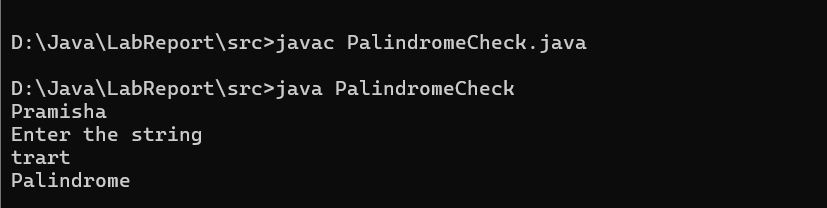 D:\Java\LabReport\src>javac PalindromeCheck.java
D:\Java\LabReport\src>java PalindromeCheck
Pramisha
Enter the string
trart
Palindrome